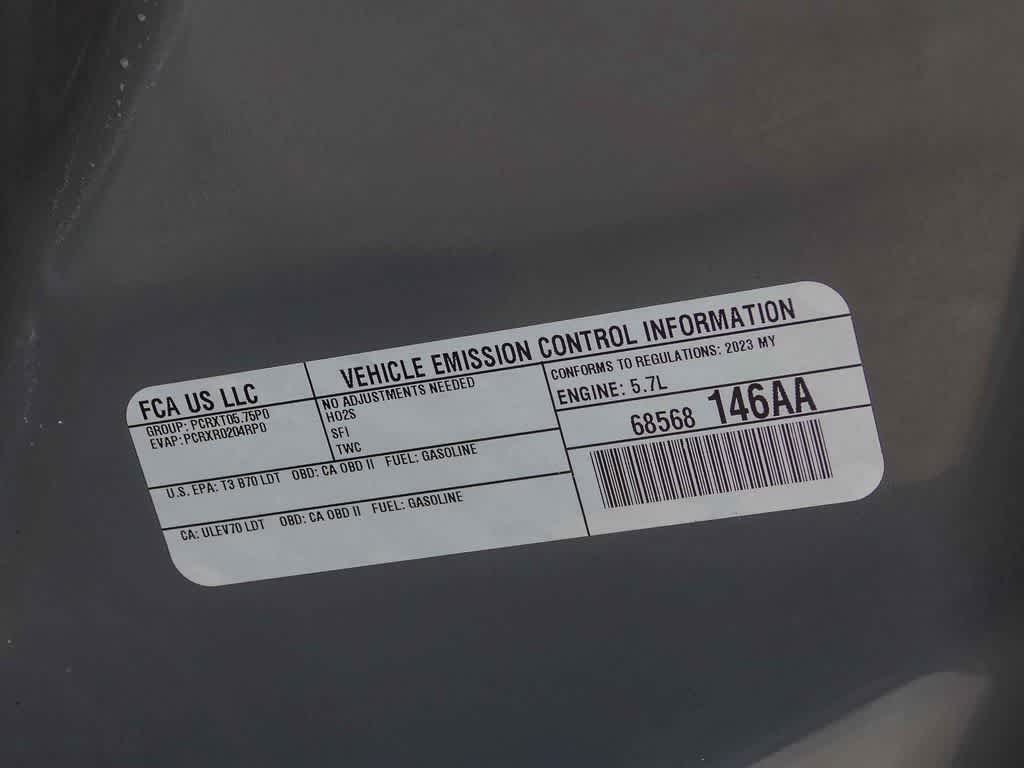 FCA US LLC
VEHICLE EMISSION CONTROL INFORMATION
GROUP: PCRXT05.75P0
EVAP: PCRXR0204RP0
NO ADJUSTMENTS NEEDED
HO2S
SFI
TWC
CONFORMS TO REGULATIONS: 2023 MY
ENGINE: 5.7L
68568 146AA
U.S. EPA: T3 B70 LDT OBD: CA OBD II FUEL: GASOLINE
CA: ULEV70 LDT OBD: CA OBD II FUEL: GASOLINE